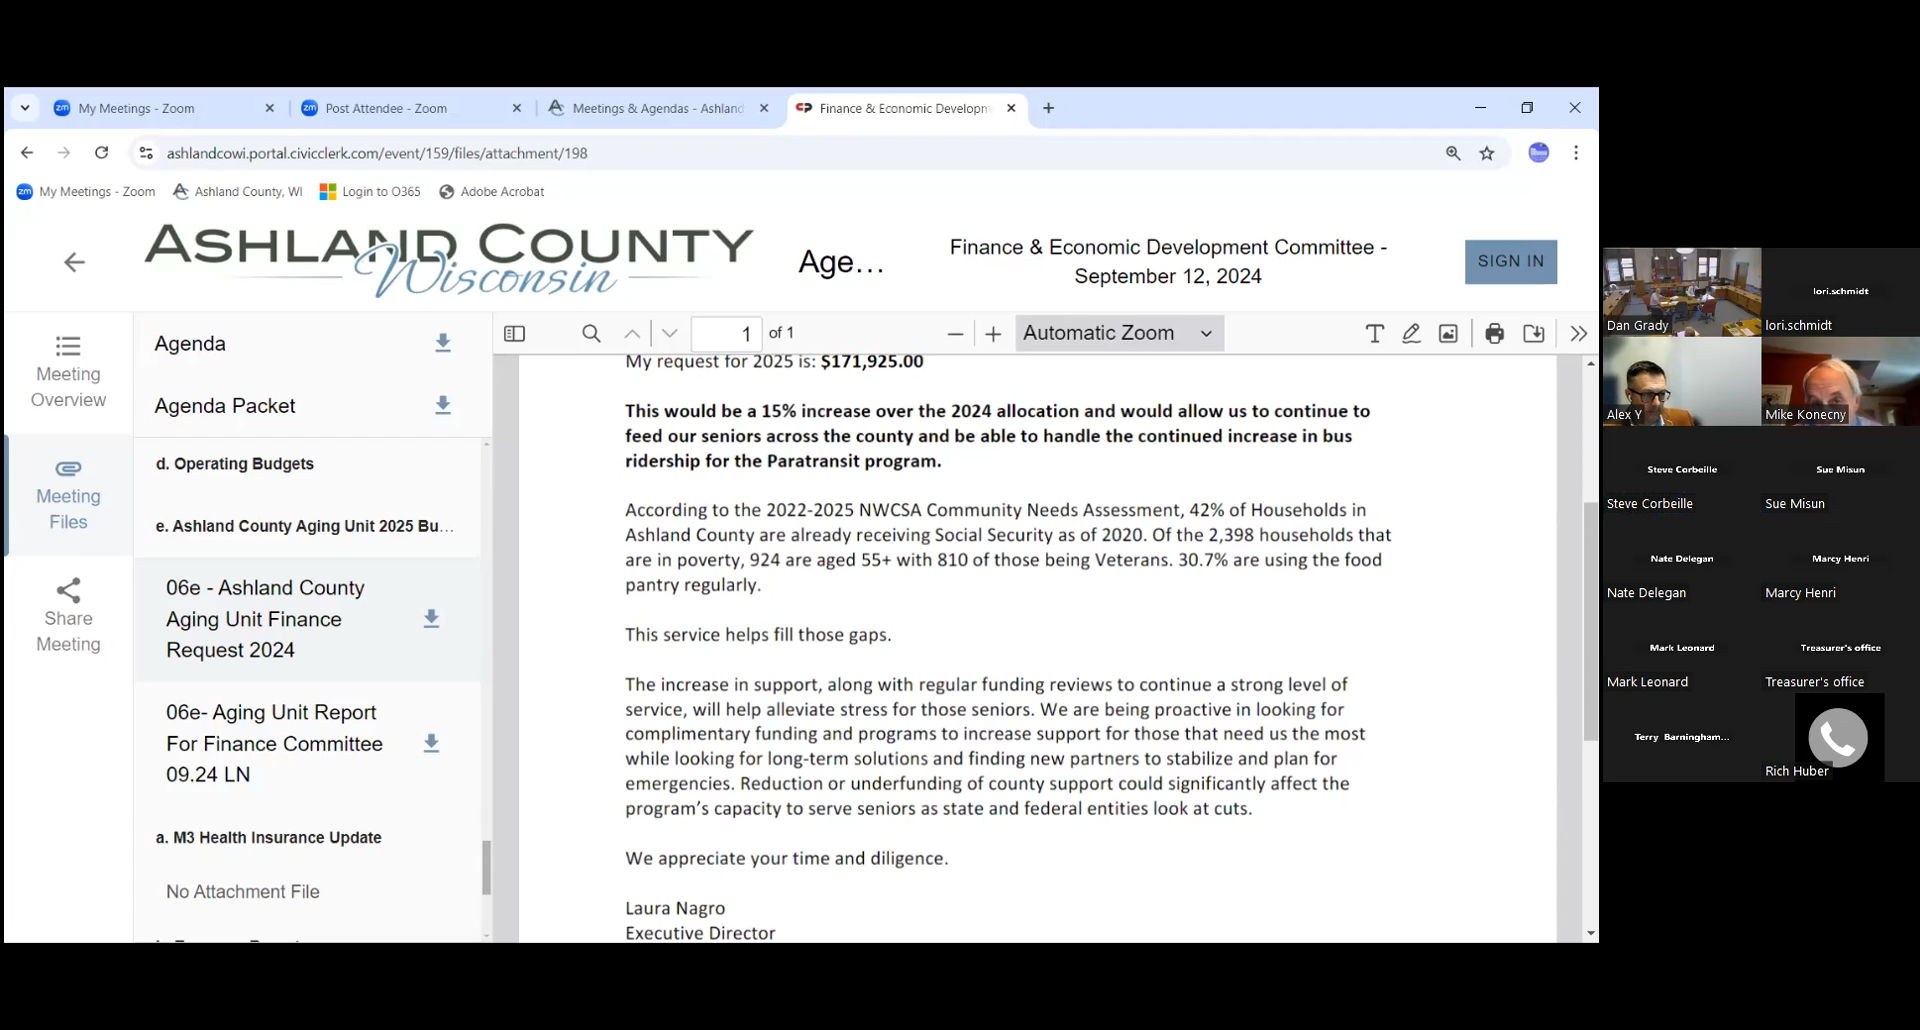 My Meetings - Zoom
Post Attendee - Zoom
Meetings & Agendas - Ashland
Finance & Economic Developm
ashlandcowi.portal.civicclerk.com/event/159/files/attachment/198
My Meetings - Zoom
Ashland County, WI
Login to O365
Adobe Acrobat
ASHLAND COUNTY
Wisconsin
Age...
Finance & Economic Development Committee -
September 12, 2024
SIGN IN
Meeting
Overview
Meeting
Files
Share
Meeting
Agenda
Agenda Packet
d. Operating Budgets
e. Ashland County Aging Unit 2025 Bu...
06e - Ashland County
Aging Unit Finance
Request 2024
06e- Aging Unit Report
For Finance Committee
09.24 LN
a. M3 Health Insurance Update
No Attachment File
1 of 1
Automatic Zoom
My request for 2025 is: $171,925.00
This would be a 15% increase over the 2024 allocation and would allow us to continue to
feed our seniors across the county and be able to handle the continued increase in bus
ridership for the Paratransit program.
According to the 2022-2025 NWCSA Community Needs Assessment, 42% of Households in
Ashland County are already receiving Social Security as of 2020. Of the 2,398 households that
are in poverty, 924 are aged 55+ with 810 of those being Veterans. 30.7% are using the food
pantry regularly.
This service helps fill those gaps.
The increase in support, along with regular funding reviews to continue a strong level of
service, will help alleviate stress for those seniors. We are being proactive in looking for
complimentary funding and programs to increase support for those that need us the most
while looking for long-term solutions and finding new partners to stabilize and plan for
emergencies. Reduction or underfunding of county support could significantly affect the
program's capacity to serve seniors as state and federal entities look at cuts.
We appreciate your time and diligence.
Laura Nagro
Executive Director
Dan Grady
lori.schmidt
lori.schmidt
Alex Y
Mike Konecny
Steve Corbeille
Steve Corbeille
Sue Misun
Sue Misun
Nate Delegan
Nate Delegan
Marcy Henri
Marcy Henri
Mark Leonard
Mark Leonard
Treasurer's office
Treasurer's office
Terry Barningham...
Rich Huber